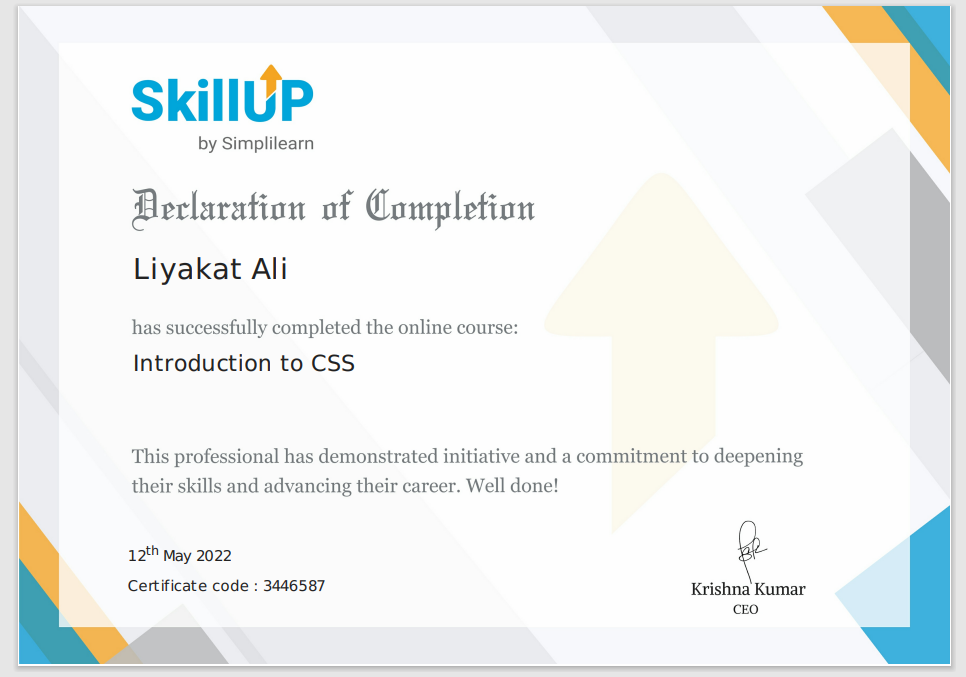 SkillUP
by Simplilearn
Declaration of Completion
Liyakat Ali
has successfully completed the online course:
Introduction to CSS
This professional has demonstrated initiative and a commitment to deepening
their skills and advancing their career. Well done!
12th May 2022
Certificate code : 3446587
Krishna Kumar
CEO